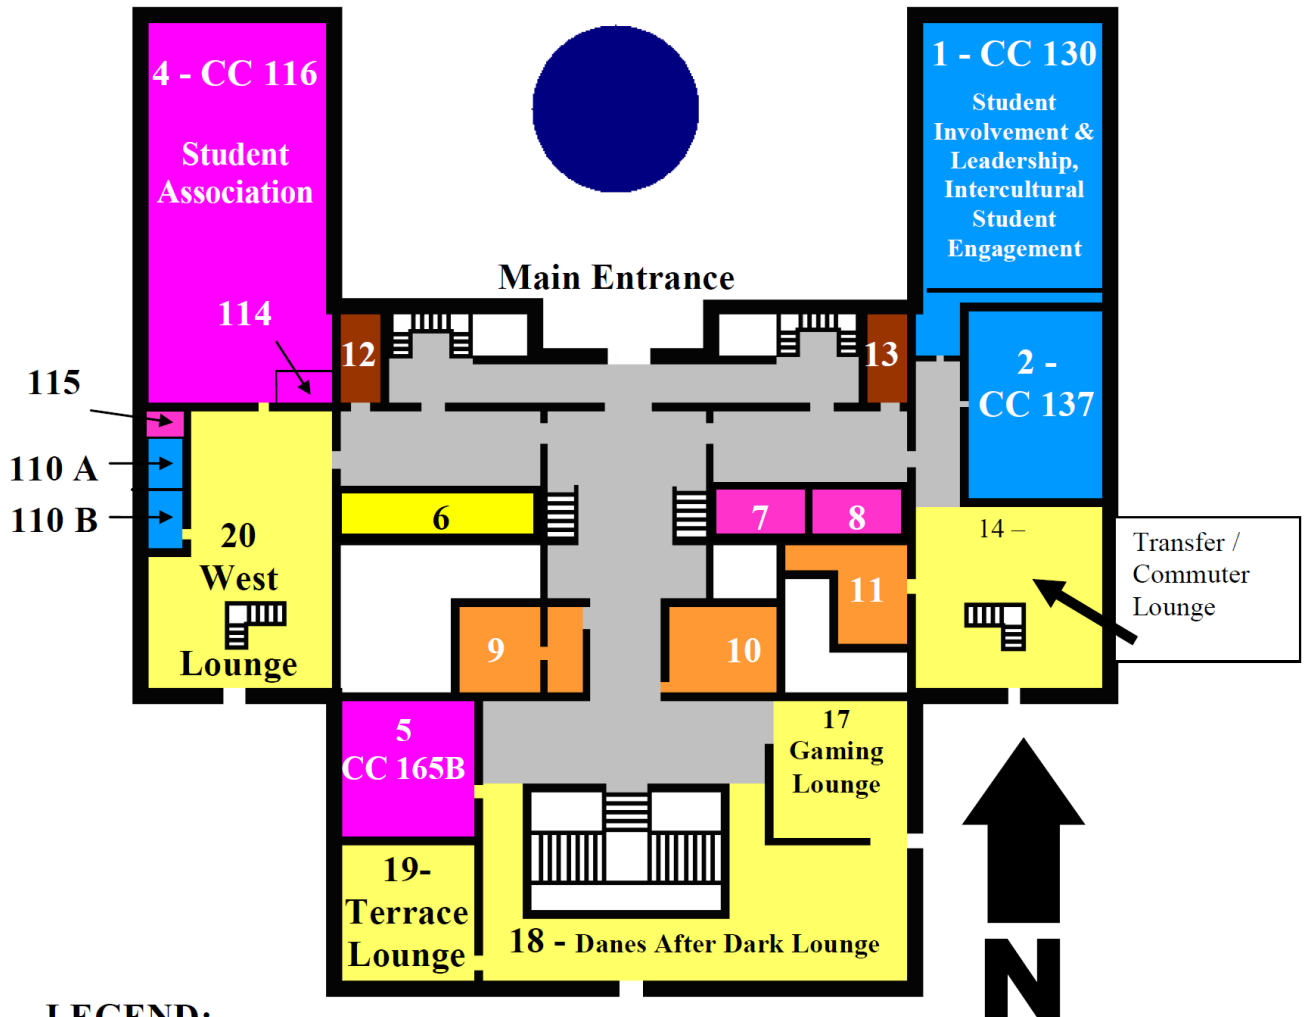 4 - CC 116
Student
Association
114
115
110 A
110 B
20
West
Lounge
12
Main Entrance
13
1 - CC 130
Student
Involvement &
Leadership,
Intercultural
Student
Engagement
2 -
CC 137
6
7
8
14 –
Transfer /
Commuter
Lounge
9
10
11
5
CC 165B
17
Gaming
Lounge
19-
Terrace
Lounge
18 - Danes After Dark Lounge
N
LEGEND: